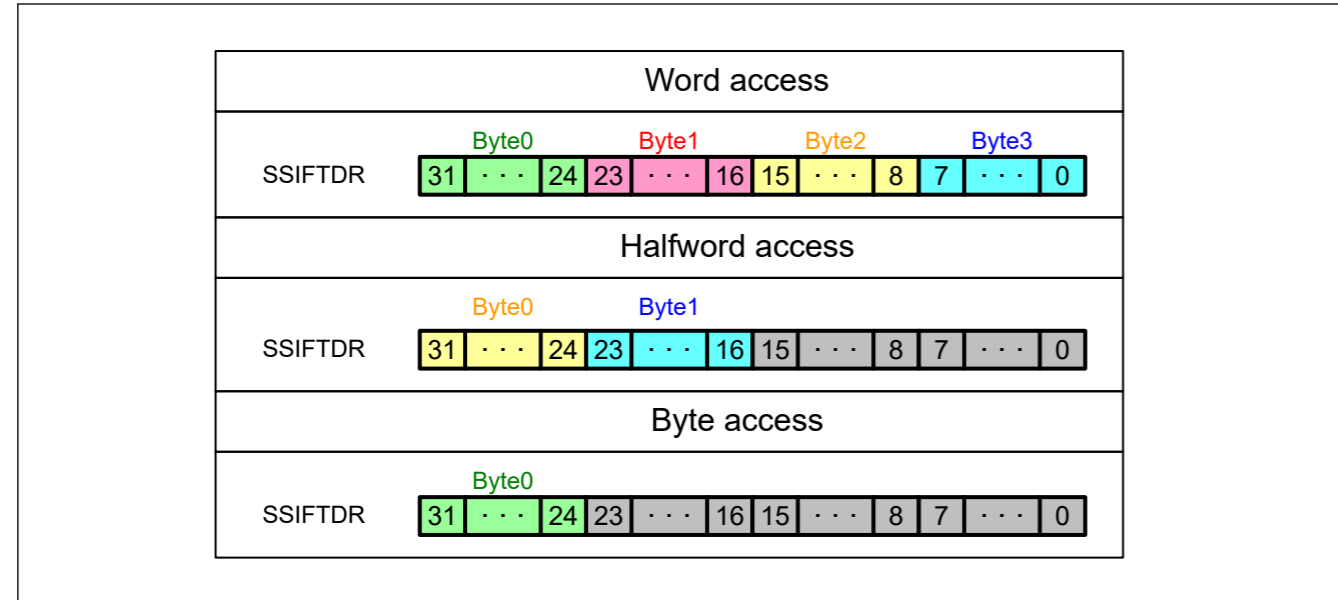 Word access
Byte0 Byte1 Byte2 Byte3
SSIFTDR 31 ··· 24 23 ··· 16 15 ··· 8 7 ··· 0
Halfword access
Byte0 Byte1
SSIFTDR 31 ··· 24 23 ··· 16 15 ··· 8 7 ··· 0
Byte access
Byte0
SSIFTDR 31 ··· 24 23 ··· 16 15 ··· 8 7 ··· 0